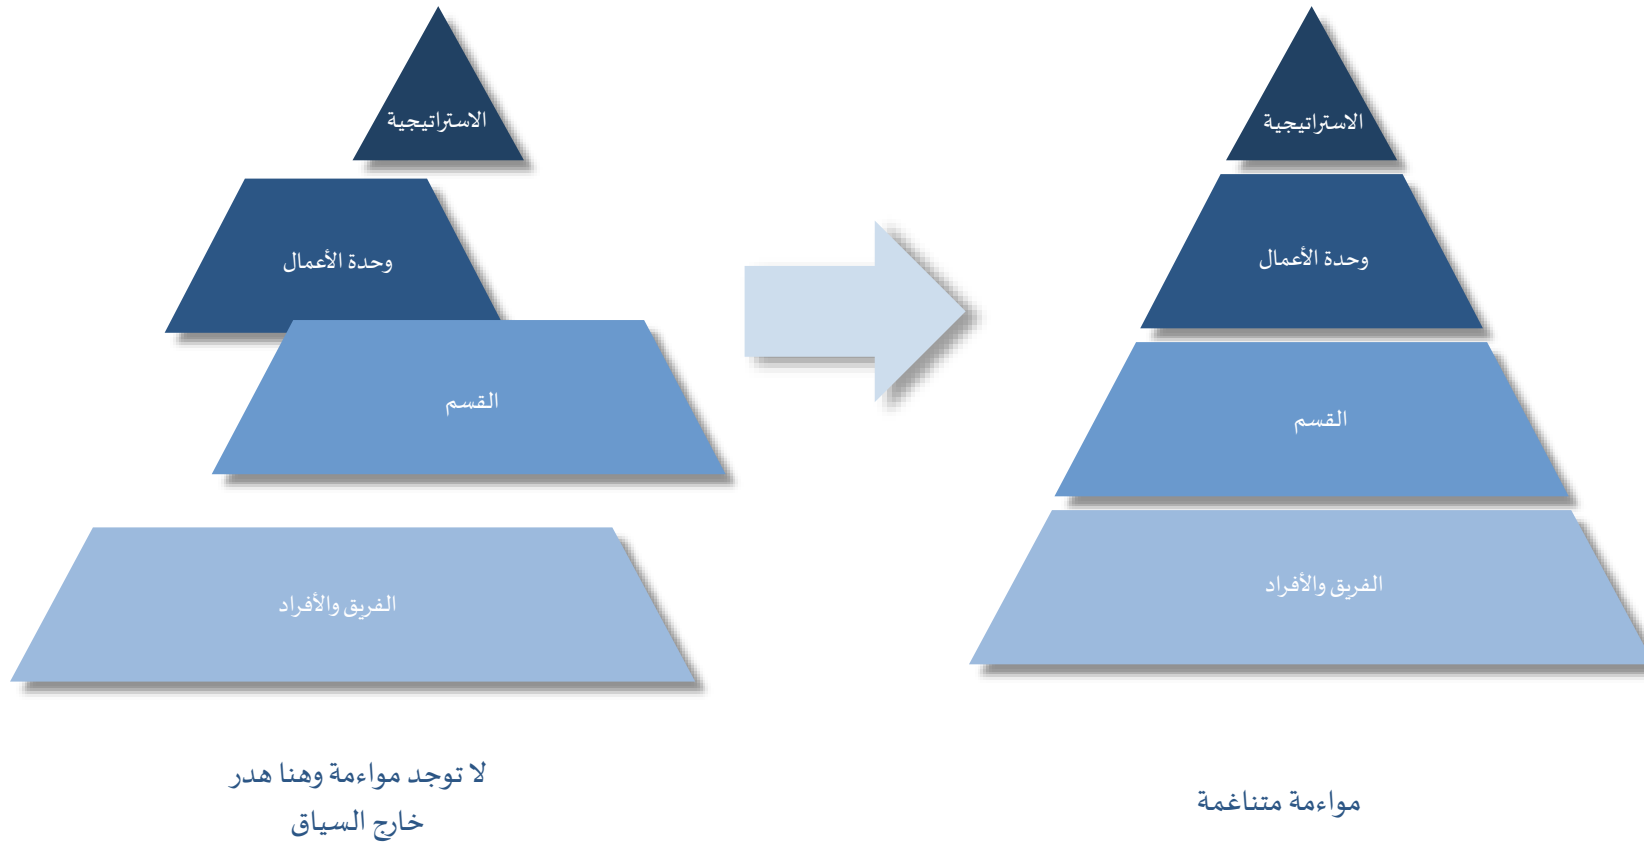 الاستراتيجية
وحدة الأعمال
القسم
الفريق والأفراد
لا توجد مواءمة وهنا هدر
خارج السياق
الاستراتيجية
وحدة الأعمال
القسم
الفريق والأفراد
مواءمة متناغمة